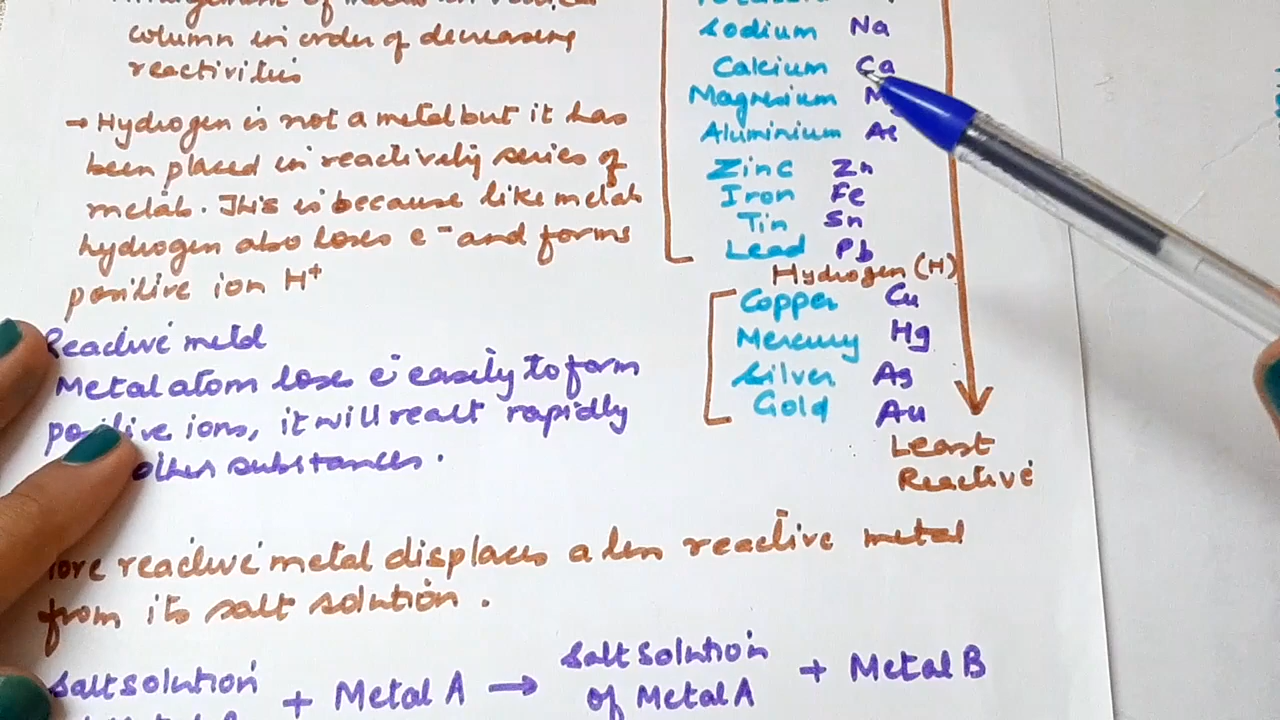 column in order of decreasing
reactivities
→ Hydrogen is not a metal but it has
been placed in reactively series of
metals. This is because like metals
hydrogen also loses e⁻ and forms
positive ion H⁺
Reactive metal
Metal atom loses e⁻ easily to form
positive ions, it will react rapidly
other substances.
Sodium Na
Calcium Ca
Magnesium M
Aluminium Al
Zinc Zn
Iron Fe
Tin Sn
Lead Pb
Hydrogen (H)
Copper Cu
Mercury Hg
Silver Ag
Gold Au
Least
Reactive
more reactive metal displaces a less reactive metal
from its salt solution.
Salt solution + Metal A → Salt solution + Metal B
of Metal A